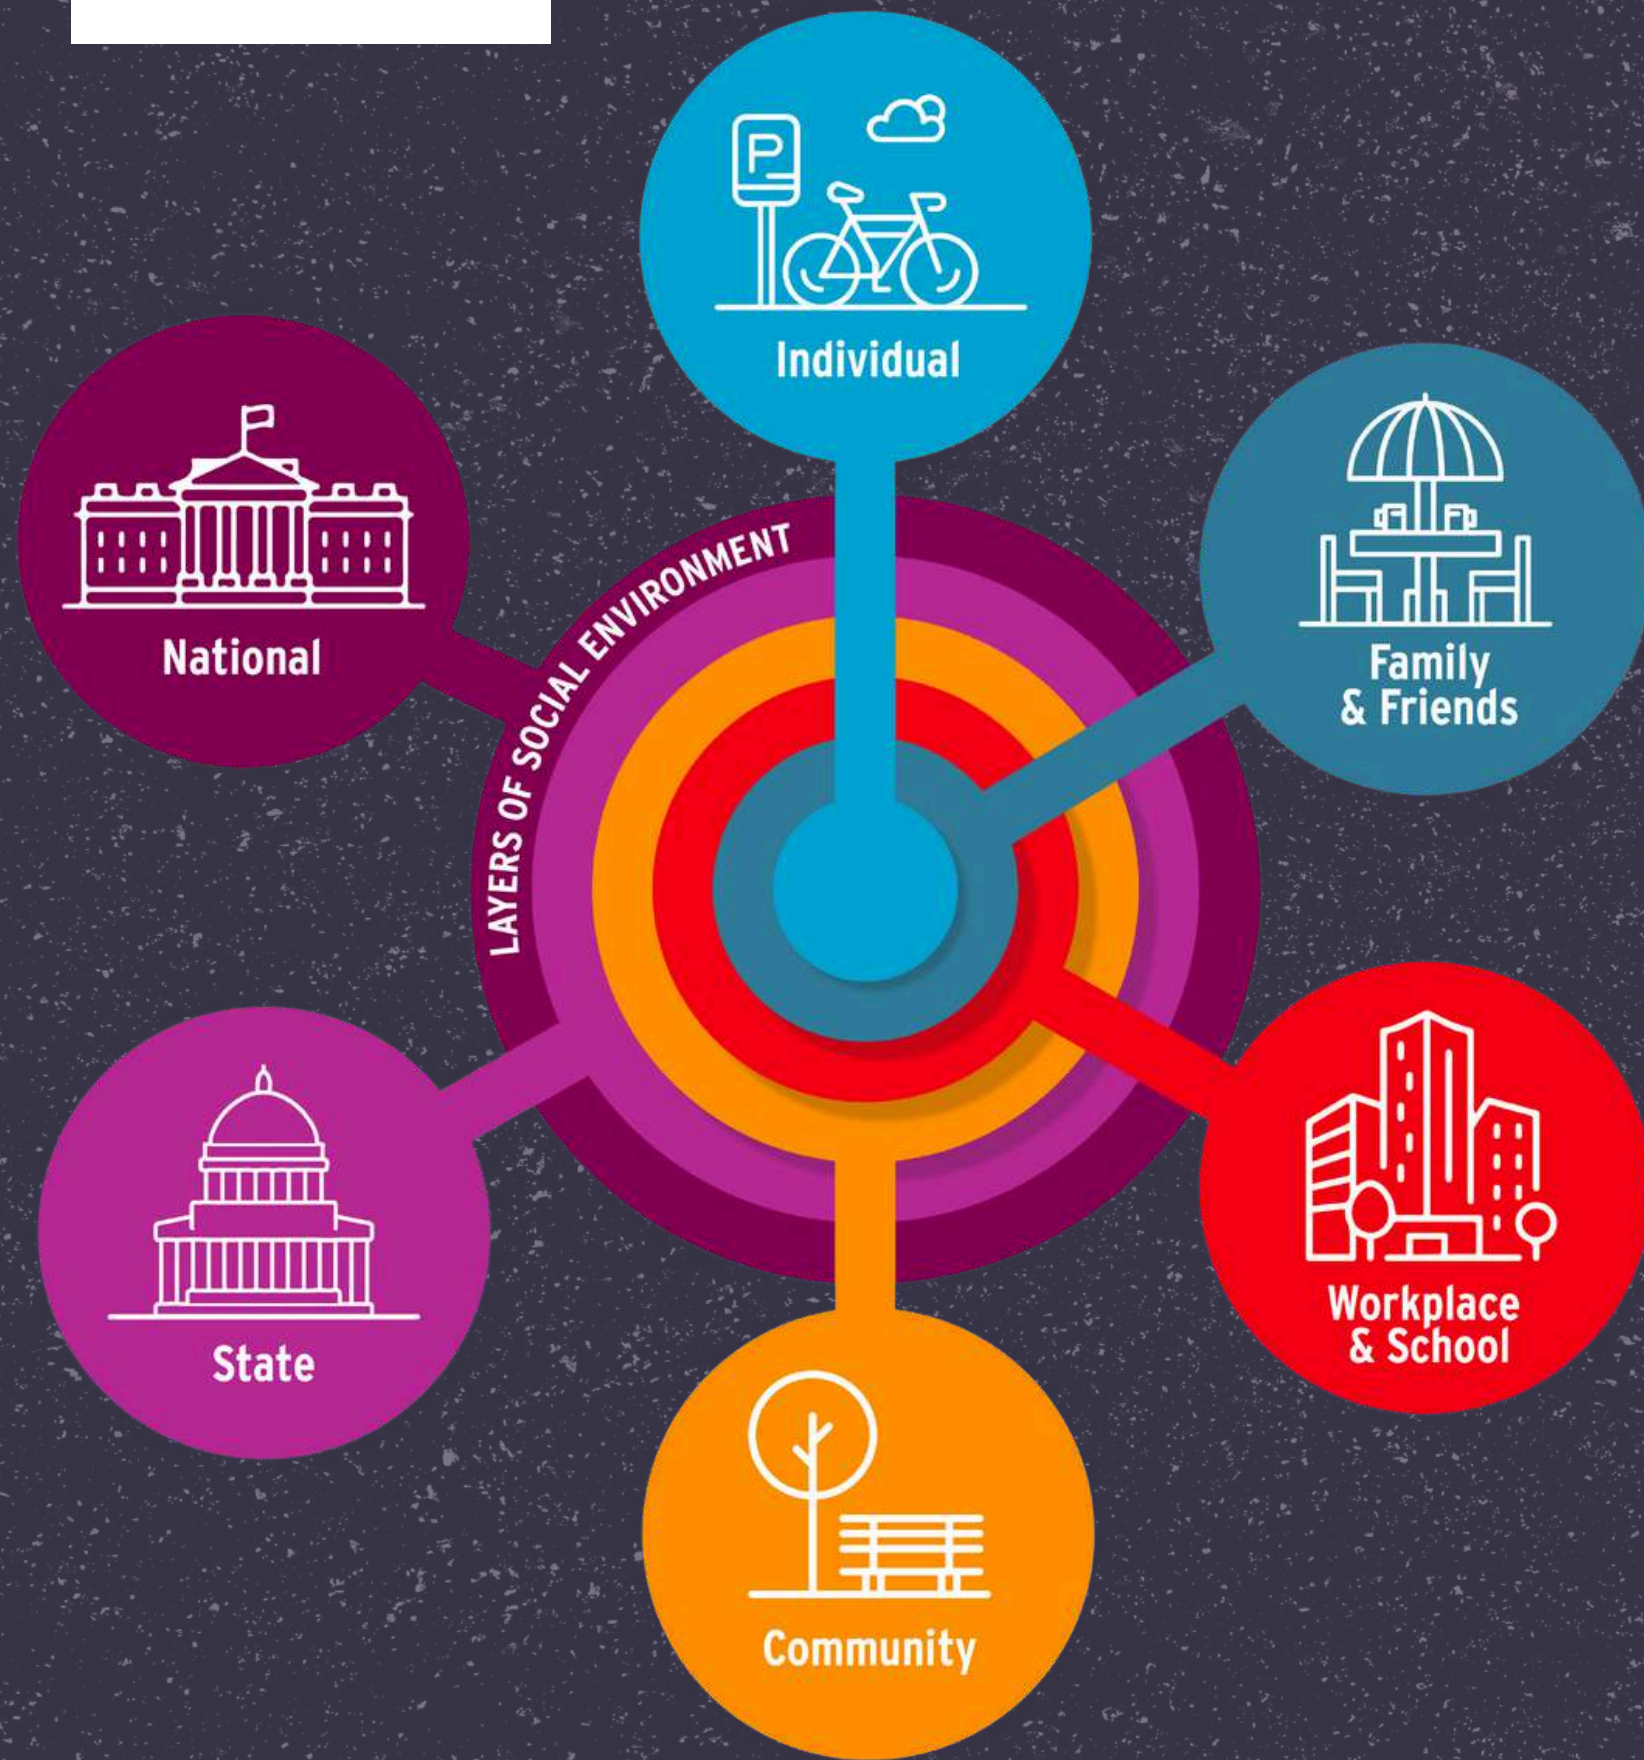 P
Individual
Family
& Friends
Workplace
& School
Community
State
National
LAYERS OF SOCIAL ENVIRONMENT